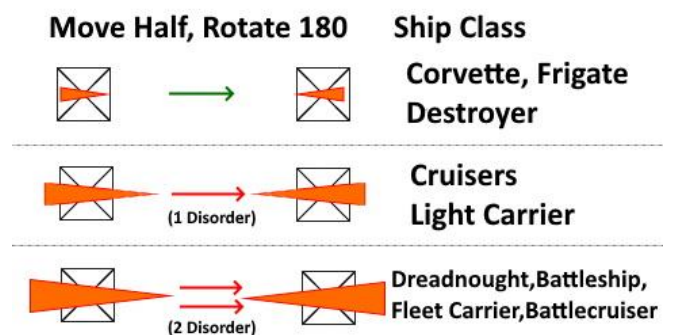 Move Half, Rotate 180 Ship Class
Corvette, Frigate
Destroyer
Cruisers
(1 Disorder)
Light Carrier
Dreadnought,Battleship,
Fleet Carrier,Battlecruiser
(2 Disorder)